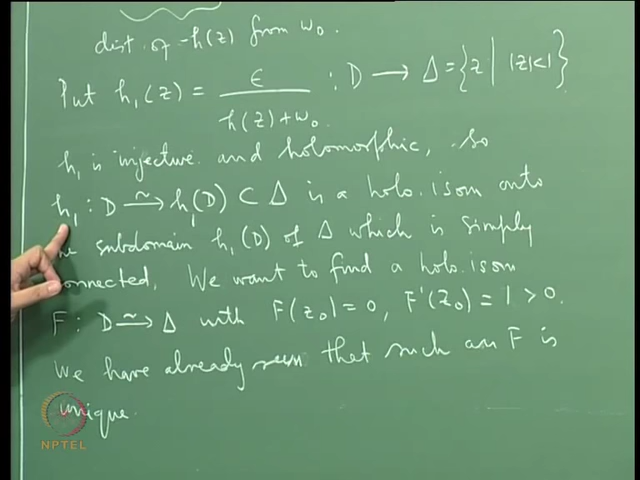 dist. of -h(z) from w₀.
Put h₁(z) = ϵ / h(z)+w₀ : D → Δ = {z | |z|<1}
h₁ is injective and holomorphic, so
h₁ : D ⥲ h₁(D) ⊂ Δ is a holo. isom onto
subdomain h₁(D) of Δ which is simply
onnected. We want to find a holo. isom
F : D ⥲ Δ with F(z₀) = 0, F'(z₀) = 1 > 0.
We have already seen that such an F is
unique.
NPTEL